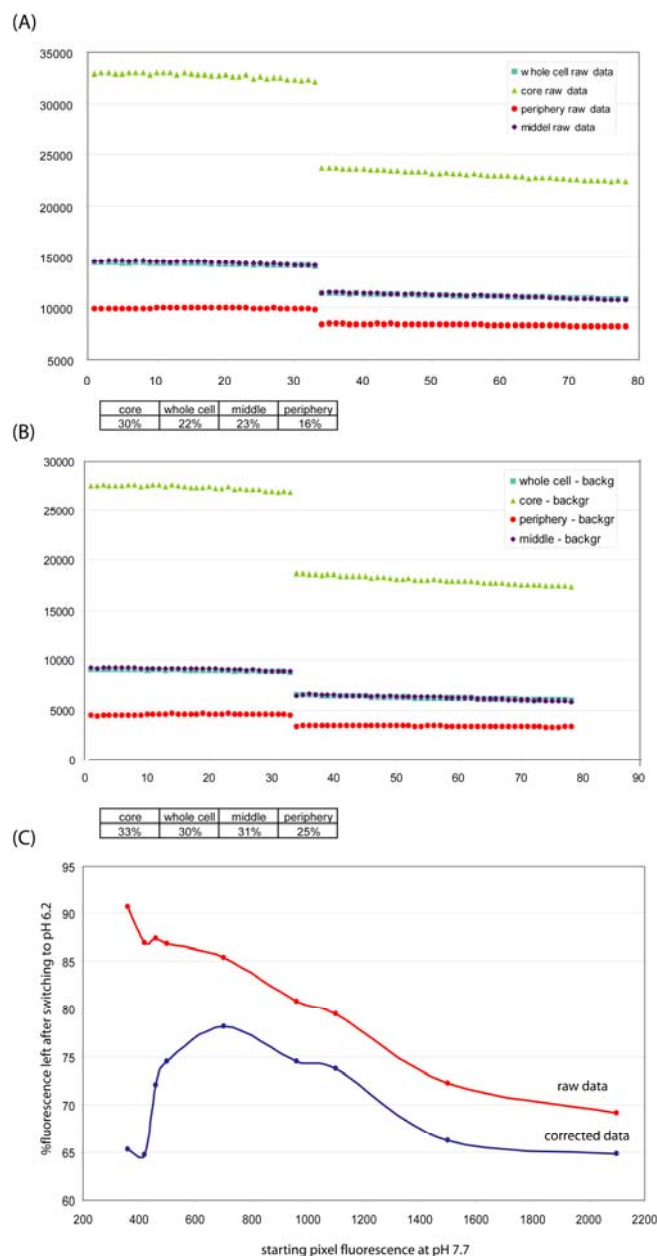 (A)
35000
30000
25000
20000
15000
10000
5000
whole cell raw data
core raw data
periphery raw data
middel raw data
0 10 20 30 40 50 60 70 80
core whole cell middle periphery
30% 22% 23% 16%
(B)
30000
25000
20000
15000
10000
5000
0
whole cell - backg
core - backgr
periphery - backgr
middle - backgr
0 10 20 30 40 50 60 70 80 90
core whole cell middle periphery
33% 30% 31% 25%
(C)
95
90
85
80
75
70
65
60
%fluorescence left after switching to pH 6.2
raw data
corrected data
200 400 600 800 1000 1200 1400 1600 1800 2000 2200
starting pixel fluorescence at pH 7.7